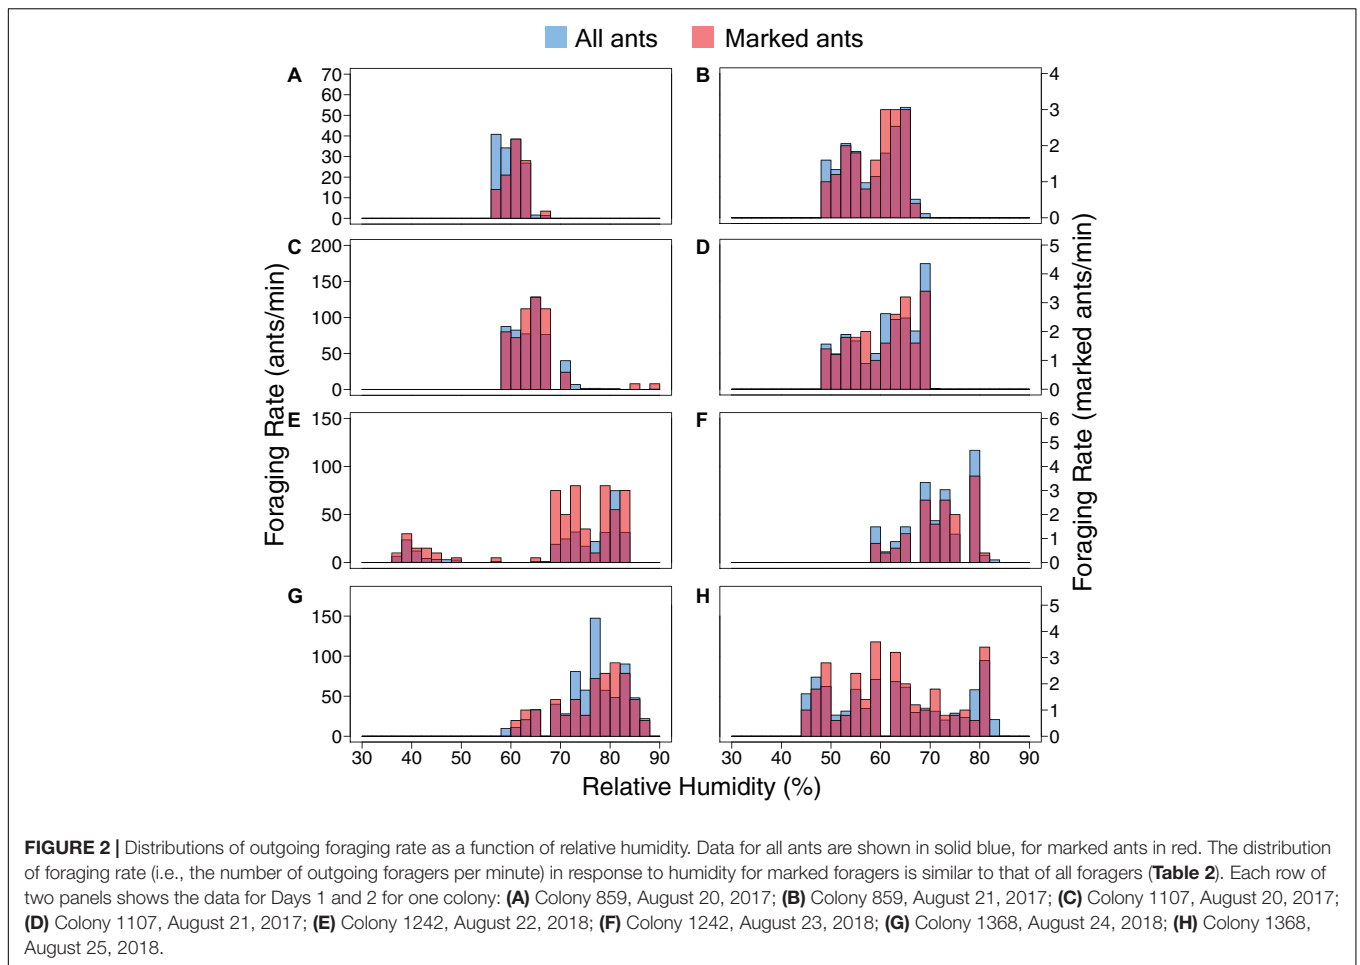 All ants Marked ants
A
70
60
50
40
30
20
10
0
B
4
3
2
1
0
C
200
150
100
50
0
D
5
4
3
2
1
0
E
150
100
50
0
F
6
5
4
3
2
1
0
G
150
100
50
0
H
5
4
3
2
1
0
Foraging Rate (ants/min)
Foraging Rate (marked ants/min)
30 40 50 60 70 80 90 30 40 50 60 70 80 90
Relative Humidity (%)
FIGURE 2 | Distributions of outgoing foraging rate as a function of relative humidity. Data for all ants are shown in solid blue, for marked ants in red. The distribution
of foraging rate (i.e., the number of outgoing foragers per minute) in response to humidity for marked foragers is similar to that of all foragers (Table 2). Each row of
two panels shows the data for Days 1 and 2 for one colony: (A) Colony 859, August 20, 2017; (B) Colony 859, August 21, 2017; (C) Colony 1107, August 20, 2017;
(D) Colony 1107, August 21, 2017; (E) Colony 1242, August 22, 2018; (F) Colony 1242, August 23, 2018; (G) Colony 1368, August 24, 2018; (H) Colony 1368,
August 25, 2018.